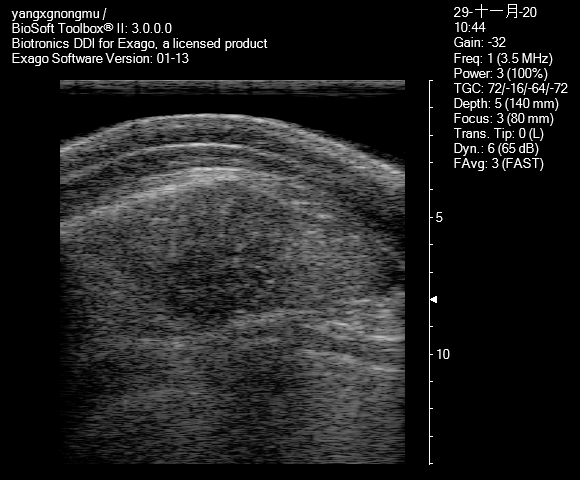 yangxgnongmu /
BioSoft Toolbox® II: 3.0.0.0
Biotronics DDI for Exago, a licensed product
Exago Software Version: 01-13
29-十一月-20
10:44
Gain: -32
Freq: 1 (3.5 MHz)
Power: 3 (100%)
TGC: 72/-16/-64/-72
Depth: 5 (140 mm)
Focus: 3 (80 mm)
Trans. Tip: 0 (L)
Dyn.: 6 (65 dB)
FAvg: 3 (FAST)
5
10